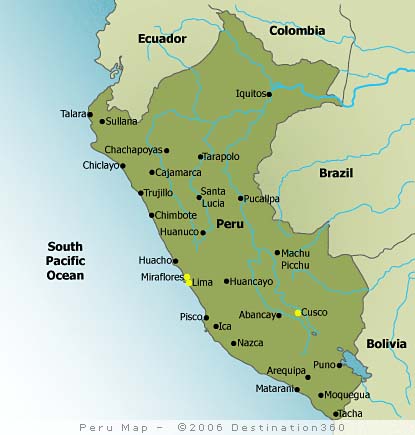 Colombia
Ecuador
Iquitos
Talara
Sullana
Chachapoyas
Tarapolo
Chiclayo
Cajamarca
Brazil
Trujillo
Santa
Lucia
Pucallpa
Chimbote
Peru
Huanuco
South
Pacific
Ocean
Machu
Picchu
Huacho
Miraflores
Lima
Huancayo
Pisco
Abancay
Cusco
Ica
Nazca
Bolivia
Puno
Arequipa
Matarani
Moquegua
Tacha
Peru Map - ©2006 Destination360